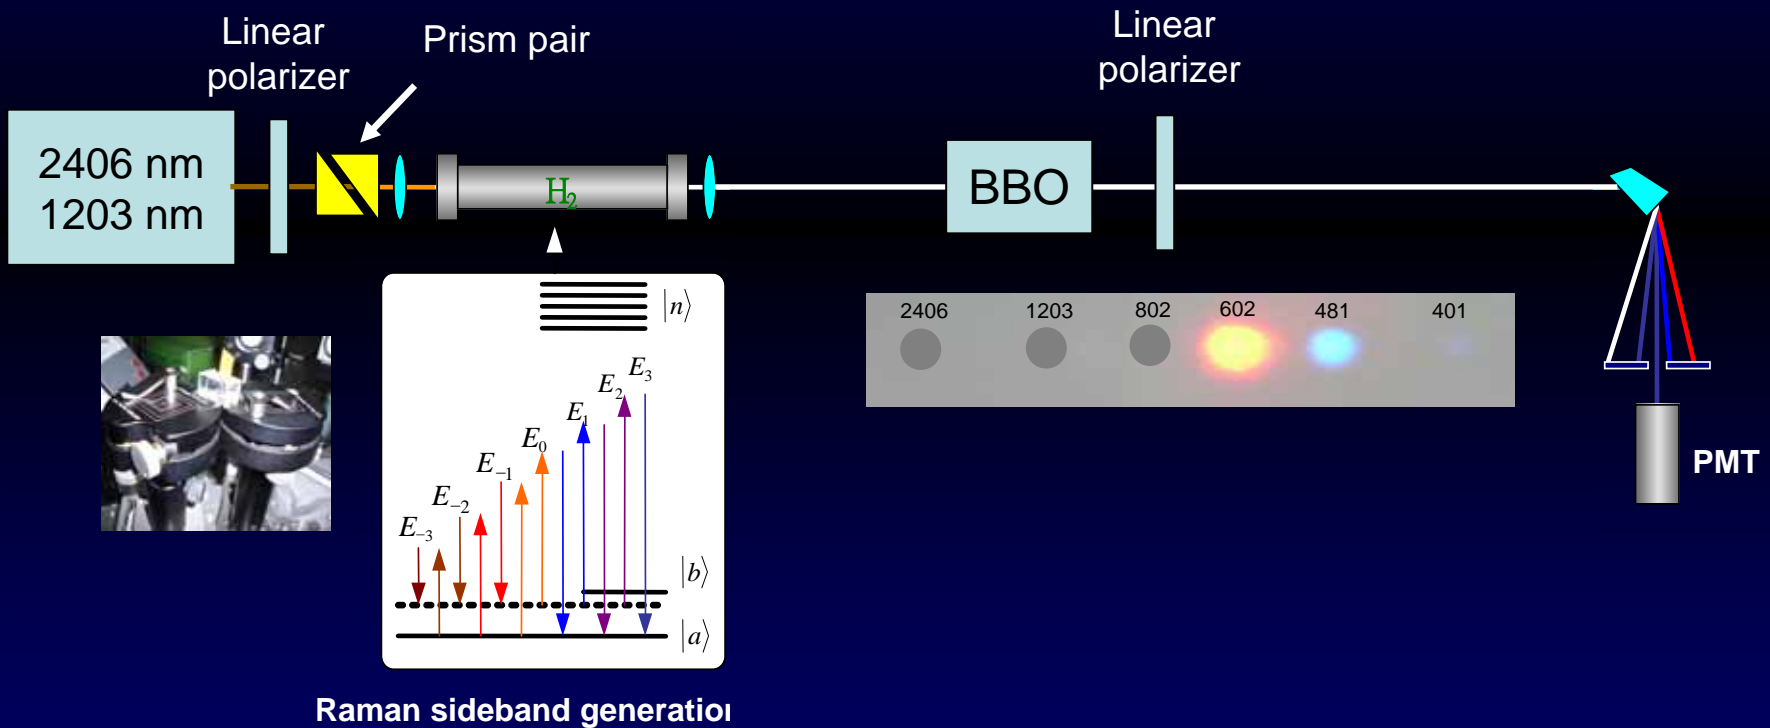 Linear
polarizer
Prism pair
Linear
polarizer
2406 nm
1203 nm
H₂
BBO
|n⟩
2406 1203 802 602 481 401
E₃
E₂
E₁
E₀
E₋₁
E₋₂
E₋₃
|b⟩
|a⟩
PMT
Raman sideband generation